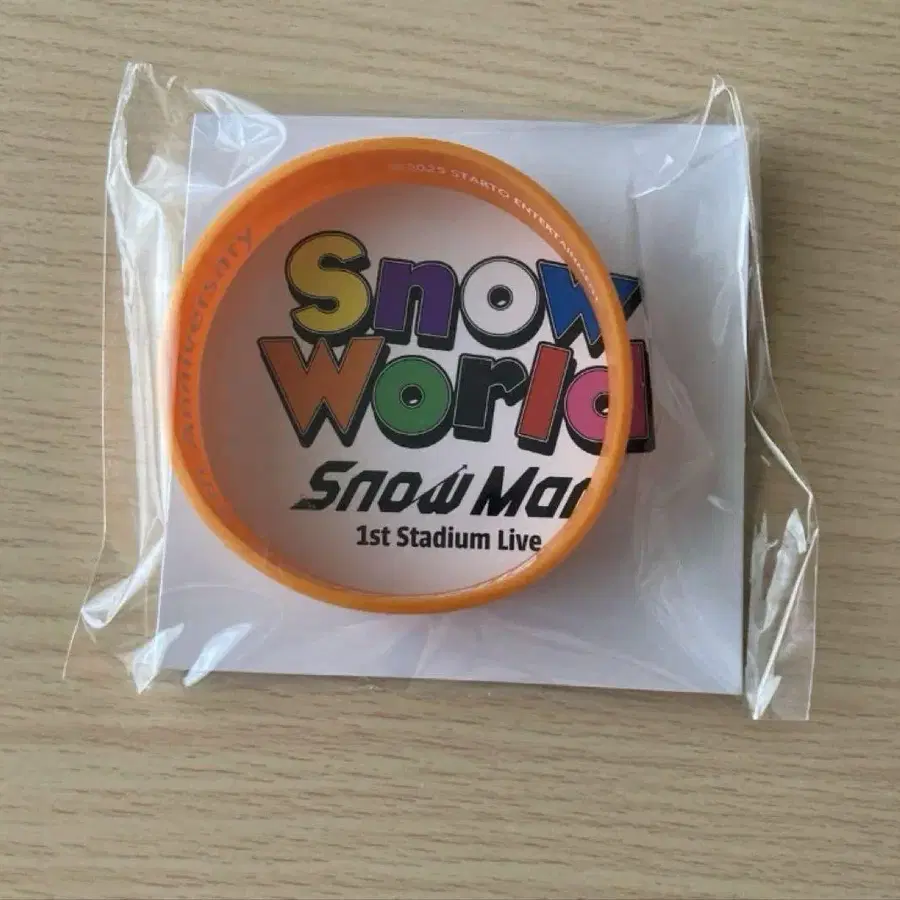 ©2025 STARTO ENTERTAINMENT
Anniversary
Snow
World
Snow Man
1st Stadium Live